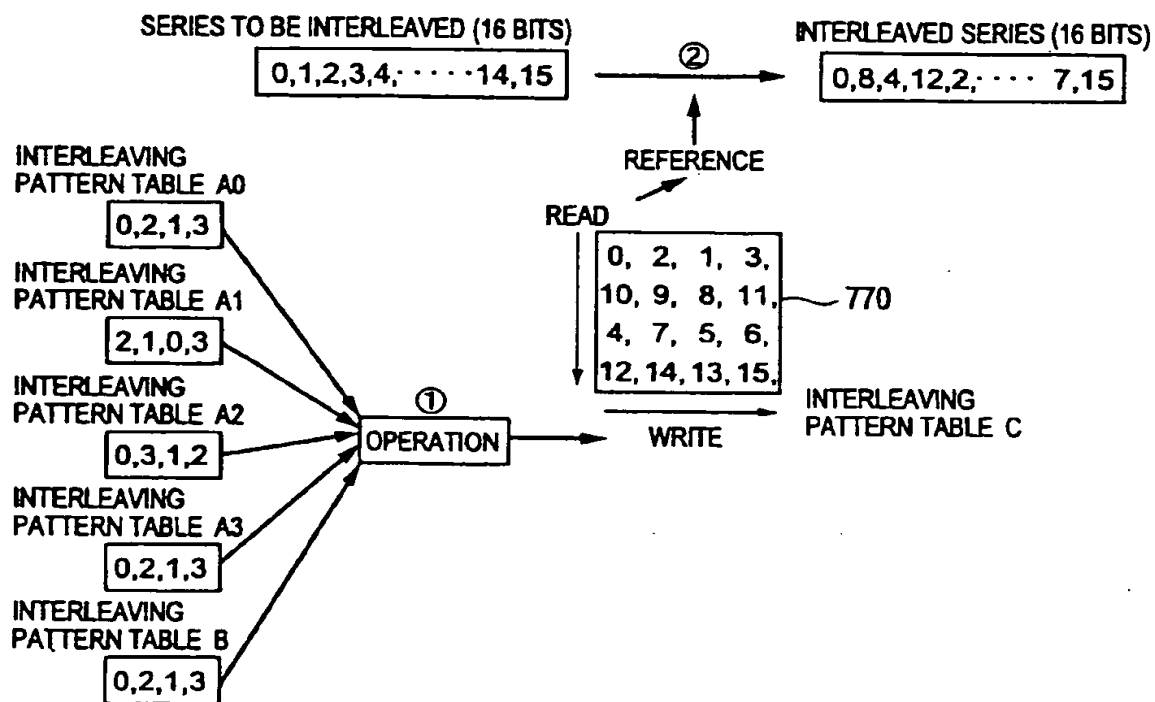 SERIES TO BE INTERLEAVED (16 BITS)
0,1,2,3,4,·····14,15
②
INTERLEAVED SERIES (16 BITS)
0,8,4,12,2,···· 7,15
REFERENCE
READ
INTERLEAVING
PATTERN TABLE A0
0,2,1,3
INTERLEAVING
PATTERN TABLE A1
2,1,0,3
INTERLEAVING
PATTERN TABLE A2
0,3,1,2
INTERLEAVING
PATTERN TABLE A3
0,2,1,3
INTERLEAVING
PATTERN TABLE B
0,2,1,3
①
OPERATION
0, 2, 1, 3,
10, 9, 8, 11,
4, 7, 5, 6,
12, 14, 13, 15,
770
WRITE
INTERLEAVING
PATTERN TABLE C